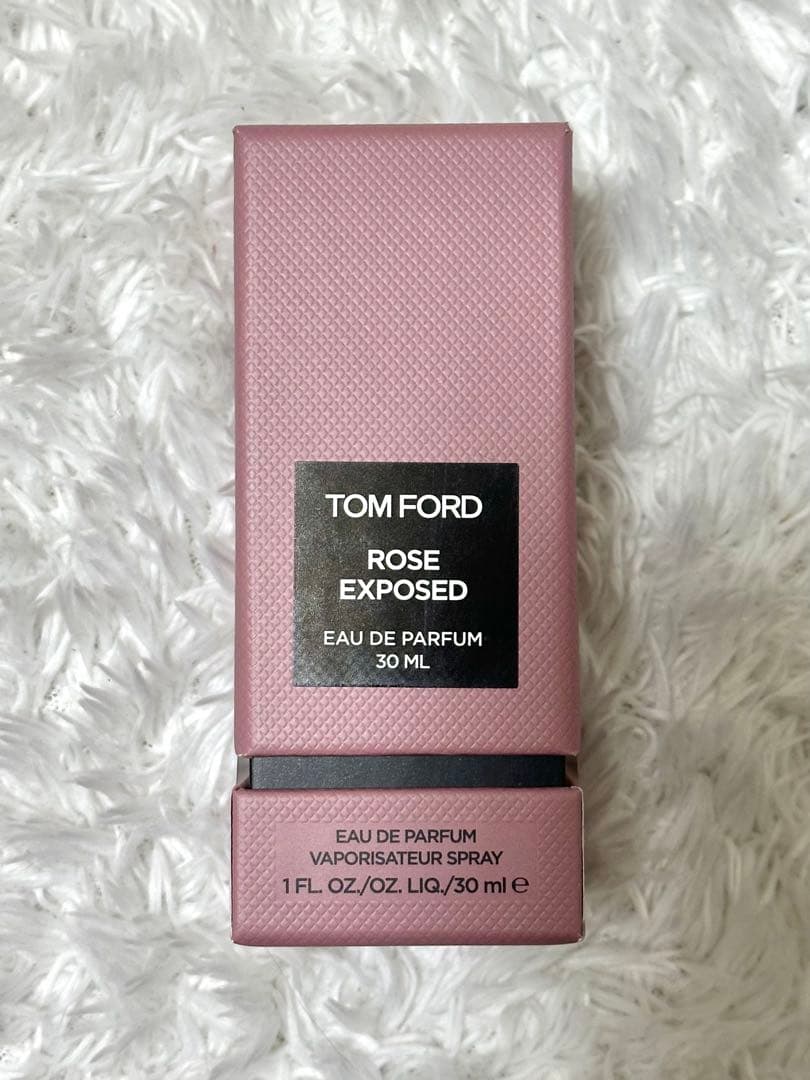 TOM FORD
ROSE
EXPOSED
EAU DE PARFUM
30 ML
EAU DE PARFUM
VAPORISATEUR SPRAY
1 FL. OZ./OZ. LIQ./30 ml ℮